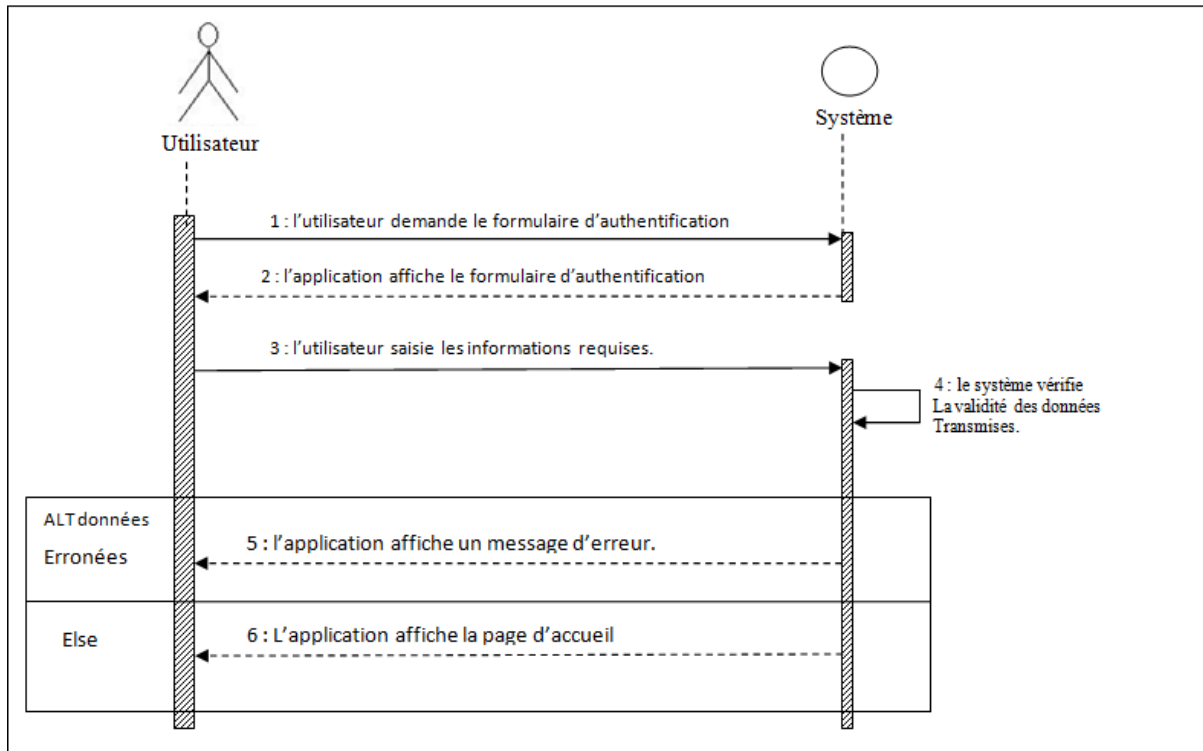 Utilisateur
Système
1 : l’utilisateur demande le formulaire d’authentification
2 : l’application affiche le formulaire d’authentification
3 : l’utilisateur saisie les informations requises.
4 : le système vérifie
La validité des données
Transmises.
ALT données
Erronées
5 : l’application affiche un message d’erreur.
Else
6 : L’application affiche la page d’accueil